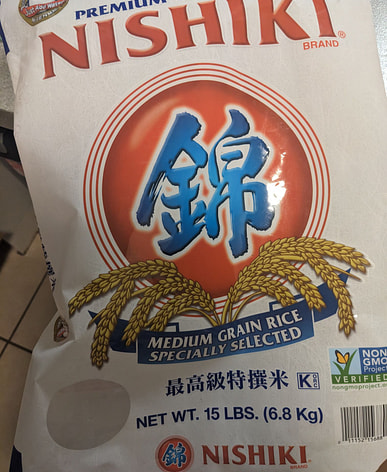 PREMIUM
NISHIKI®
BRAND
錦
MEDIUM GRAIN RICE
SPECIALLY SELECTED
最高級特撰米
NON
GMO
Project
VERIFIED
nongmoproject.o
NET WT. 15 LBS. (6.8 Kg)
錦 NISHIKI
BRAND